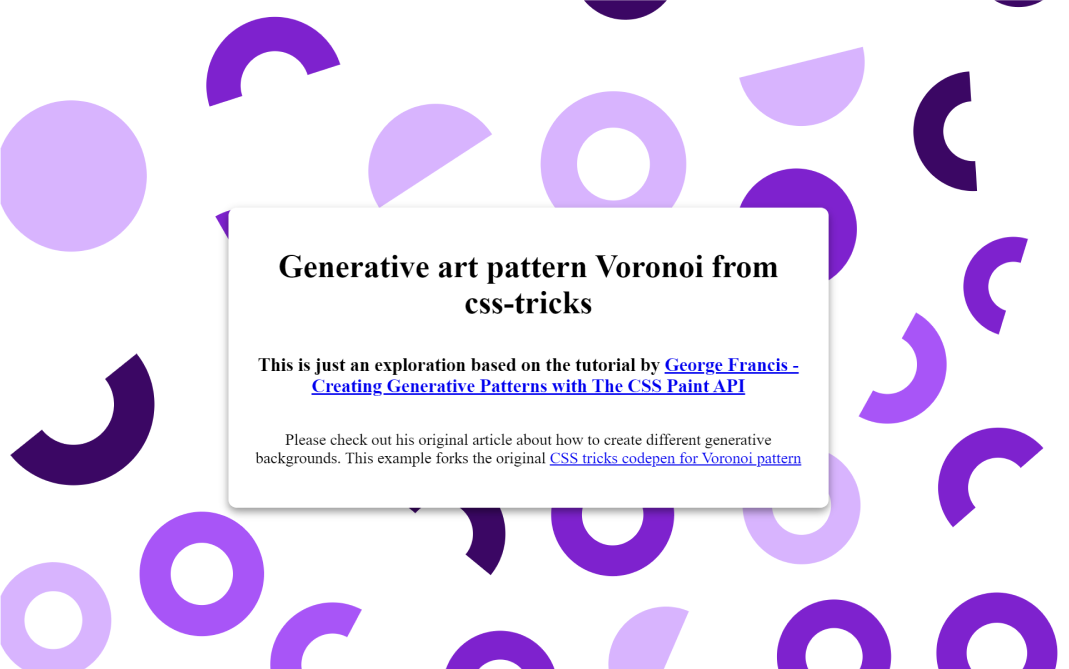 Generative art pattern Voronoi from
css-tricks
This is just an exploration based on the tutorial by George Francis -
Creating Generative Patterns with The CSS Paint API
Please check out his original article about how to create different generative
backgrounds. This example forks the original CSS tricks codepen for Voronoi pattern